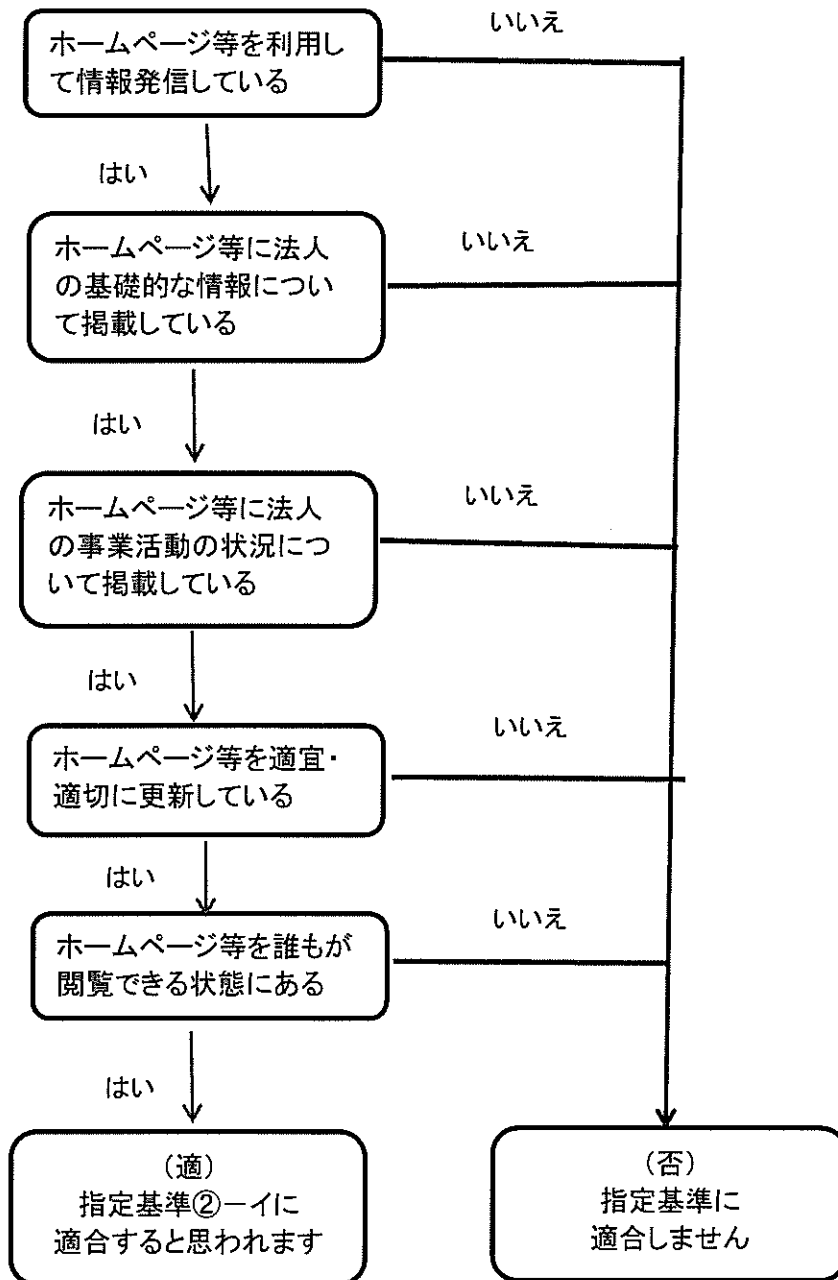 ホームページ等を利用し
て情報発信している
いいえ
はい
ホームページ等に法人
の基礎的な情報につい
て掲載している
いいえ
はい
ホームページ等に法人
の事業活動の状況につ
いて掲載している
いいえ
はい
ホームページ等を適宜・
適切に更新している
いいえ
はい
ホームページ等を誰もが
閲覧できる状態にある
いいえ
はい
(適)
指定基準②－イに
適合すると思われます
(否)
指定基準に
適合しません